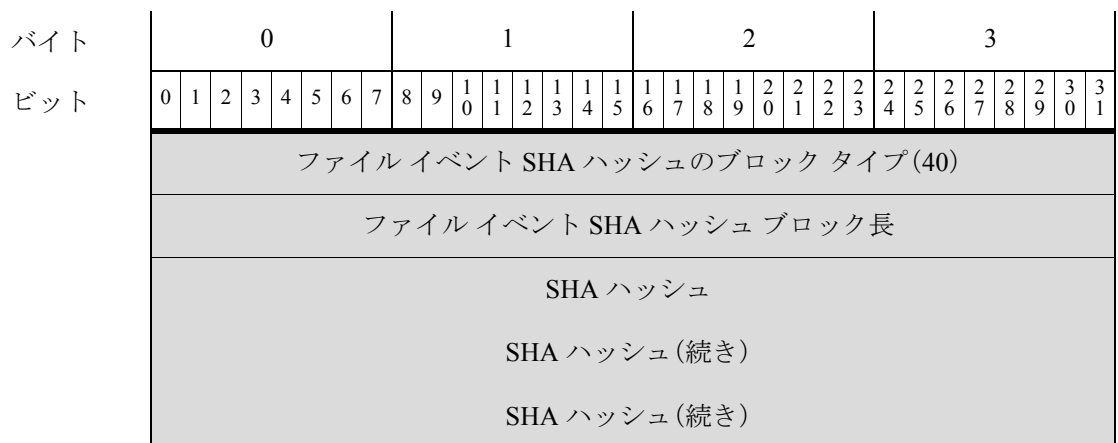 バイト 0 1 2 3
ビット 0 1 2 3 4 5 6 7 8 9 10 11 12 13 14 15 16 17 18 19 20 21 22 23 24 25 26 27 28 29 30 31
ファイル イベント SHA ハッシュのブロック タイプ(40)
ファイル イベント SHA ハッシュ ブロック長
SHA ハッシュ
SHA ハッシュ(続き)
SHA ハッシュ(続き)